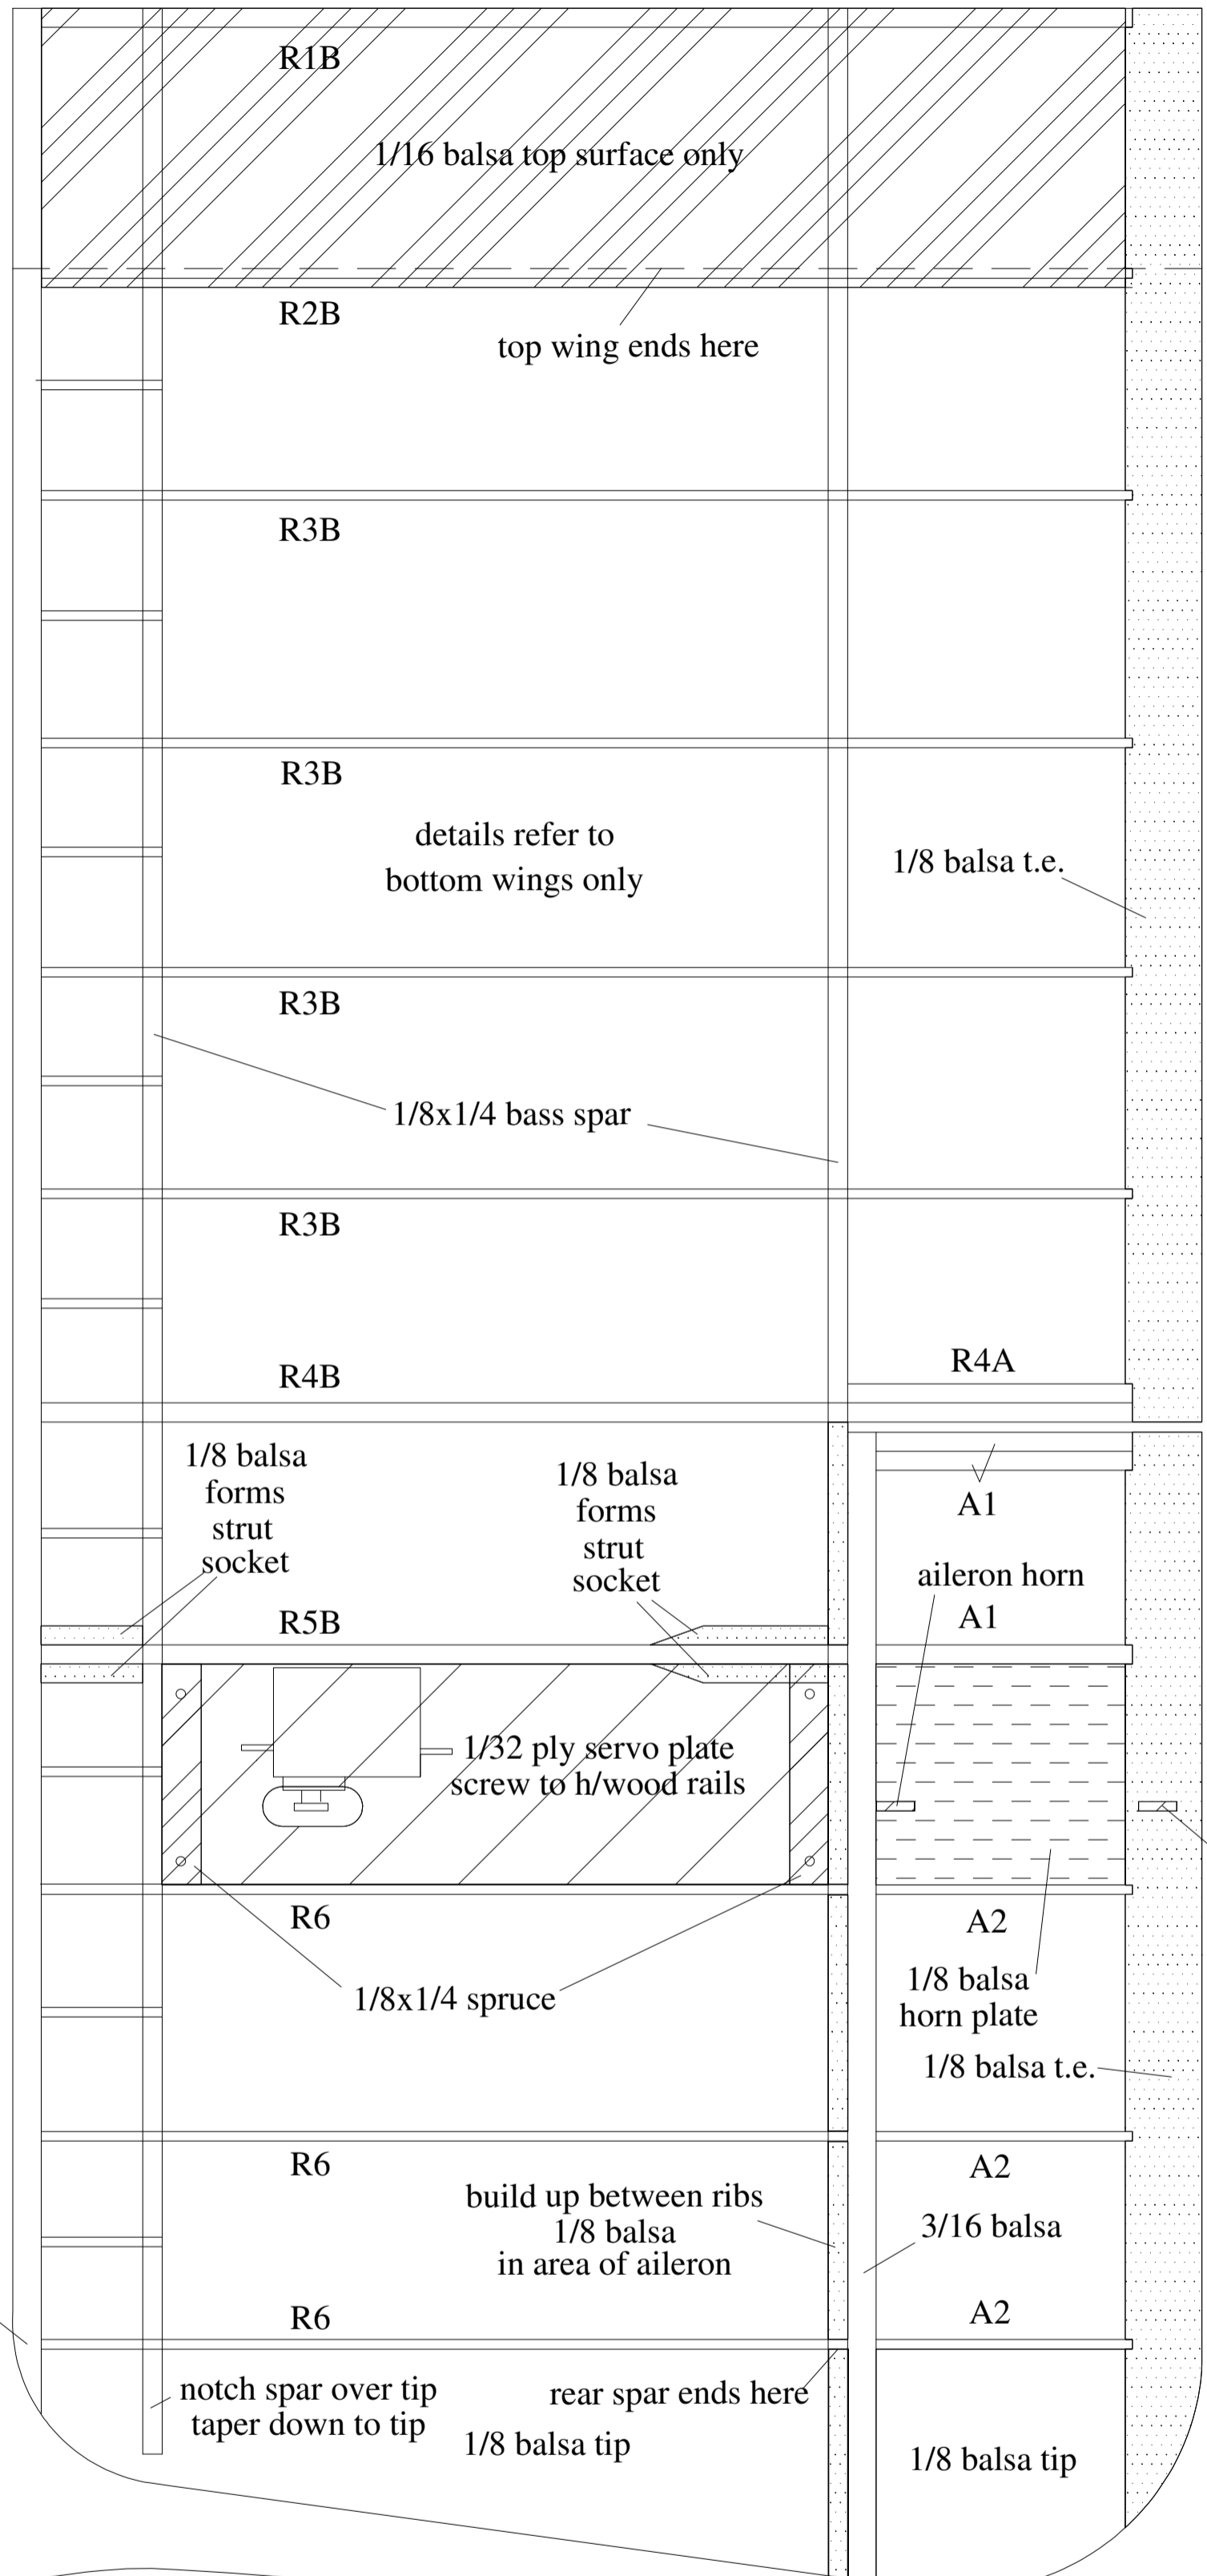 R1B
1/16 balsa top surface only
R2B
top wing ends here
R3B
R3B
details refer to
bottom wings only
1/8 balsa t.e.
R3B
1/8x1/4 bass spar
R3B
R4A
R4B
1/8 balsa
forms
strut
socket
1/8 balsa
forms
strut
socket
A1
aileron horn
A1
R5B
1/32 ply servo plate
screw to h/wood rails
R6
A2
1/8x1/4 spruce
1/8 balsa
horn plate
1/8 balsa t.e.
R6
A2
build up between ribs
1/8 balsa
in area of aileron
3/16 balsa
R6
A2
notch spar over tip
taper down to tip
rear spar ends here
1/8 balsa tip
1/8 balsa tip